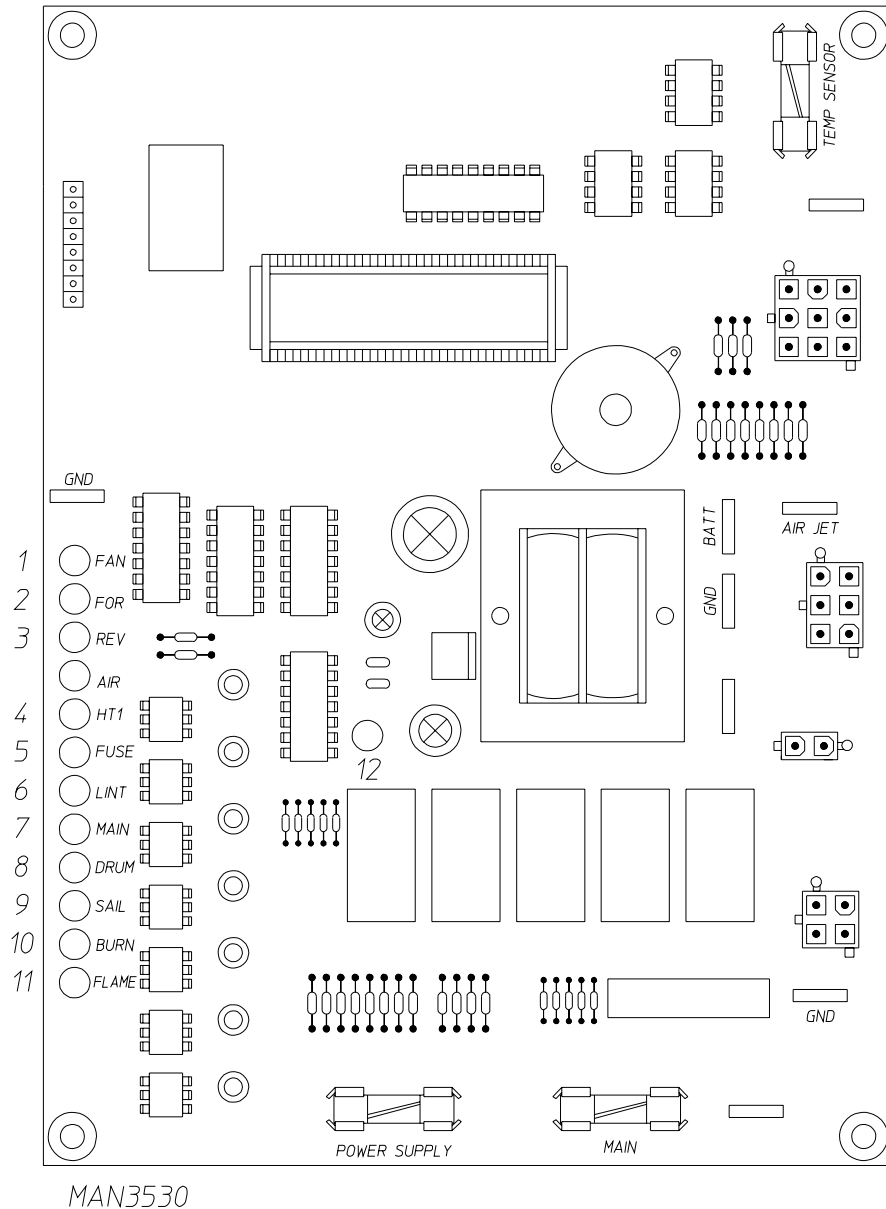 TEMP SENSOR
GND
BATT
AIR JET
1 FAN
2 FOR
GND
3 REV
AIR
4 HT1
5 FUSE
12
6 LINT
7 MAIN
8 DRUM
9 SAIL
10 BURN
11 FLAME
GND
POWER SUPPLY
MAIN
MAN3530